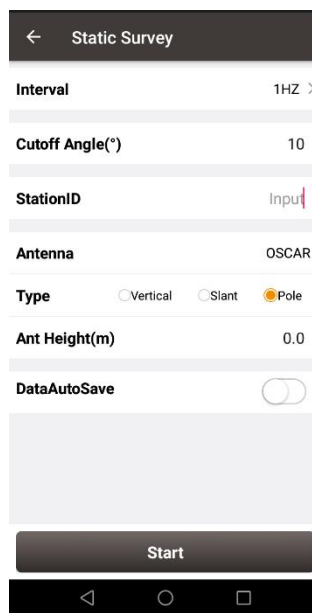 Static Survey
Interval 1HZ
Cutoff Angle(°) 10
StationID Input
Antenna OSCAR
Type Vertical Slant Pole
Ant Height(m) 0.0
DataAutoSave
Start